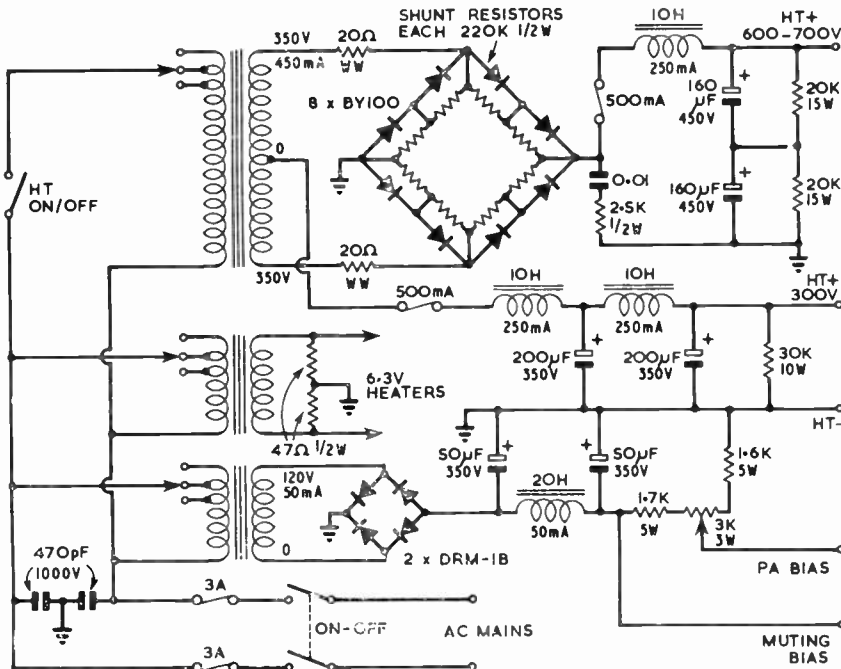 350V
450mA
20Ω
WW
SHUNT RESISTORS
EACH 220K 1/2W
10H
250mA
HT+
600-700V
8 x BY100
500mA
160
μF
450V
+
20K
15W
0
0.01
2.5K
1/2W
160μF
450V
+
20K
15W
HT
ON/OFF
350V
20Ω
WW
500mA
10H
250mA
10H
250mA
HT+
300V
6.3V
HEATERS
47Ω 1/2W
200μF
350V
+
200μF
350V
+
30K
10W
HT-
120V
50mA
0
2 x DRM-1B
50μF
350V
+
20H
50mA
50μF
350V
+
1.6K
5W
1.7K
5W
3K
3W
PA BIAS
470pF
1000V
3A
ON-OFF
AC MAINS
3A
MUTING
BIAS